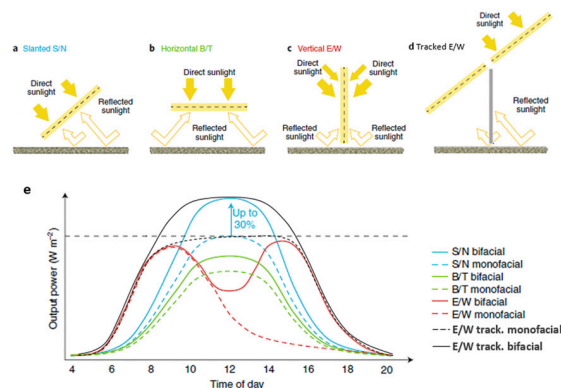 a Slanted S/N
Direct
sunlight
Reflected
sunlight
b Horizontal B/T
Direct sunlight
Reflected
sunlight
c Vertical E/W
Direct
sunlight
Direct
sunlight
Reflected
sunlight
Reflected
sunlight
d Tracked E/W
Direct
sunlight
Reflected
sunlight
e
Up to
30%
Output power (W m⁻²)
4 6 8 10 12 14 16 18 20
Time of day
S/N bifacial
S/N monofacial
B/T bifacial
B/T monofacial
E/W bifacial
E/W monofacial
E/W track. monofacial
E/W track. bifacial